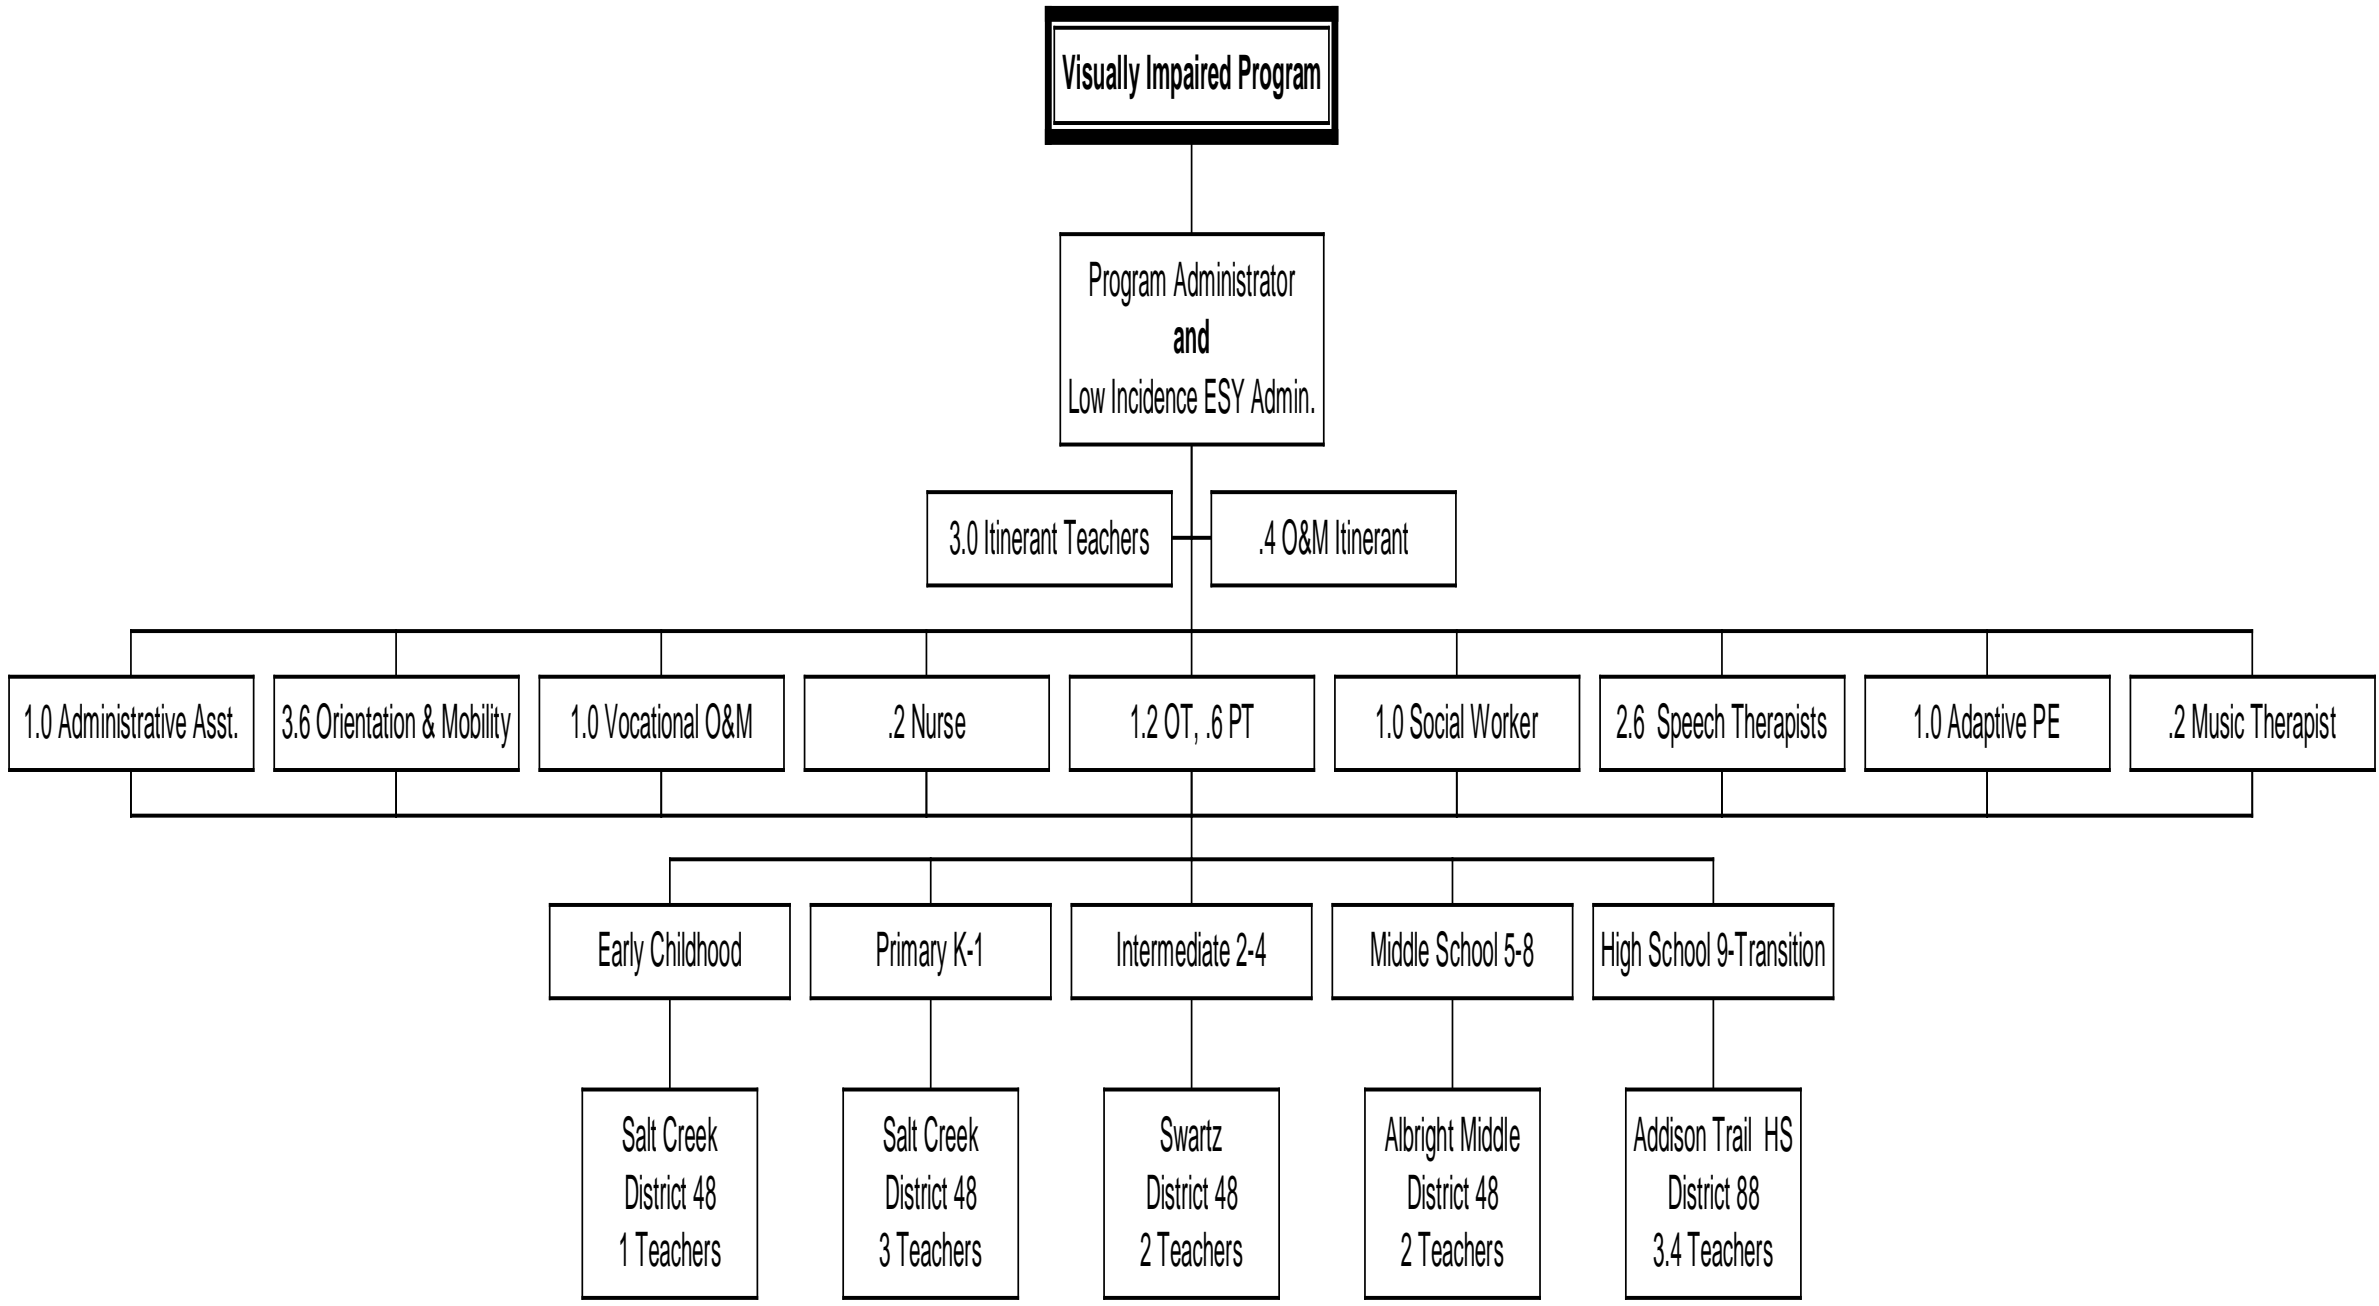 Visually Impaired Program
Program Administrator
and
Low Incidence ESY Admin.
3.0 Itinerant Teachers
.4 O&M Itinerant
1.0 Administrative Asst.
3.6 Orientation & Mobility
1.0 Vocational O&M
.2 Nurse
1.2 OT, .6 PT
1.0 Social Worker
2.6  Speech Therapists
1.0 Adaptive PE
.2 Music Therapist
Early Childhood
Primary K-1
Intermediate 2-4
Middle School 5-8
High School 9-Transition
Salt Creek
District 48
1 Teachers
Salt Creek
District 48
3 Teachers
Swartz
District 48
2 Teachers
Albright Middle
District 48
2 Teachers
Addison Trail  HS
District 88
3.4 Teachers